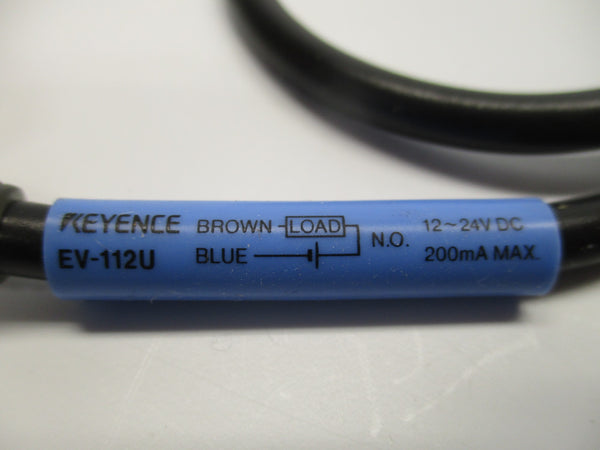 KEYENCE BROWN LOAD 12~24V DC
N.O.
EV-112U BLUE 200mA MAX.